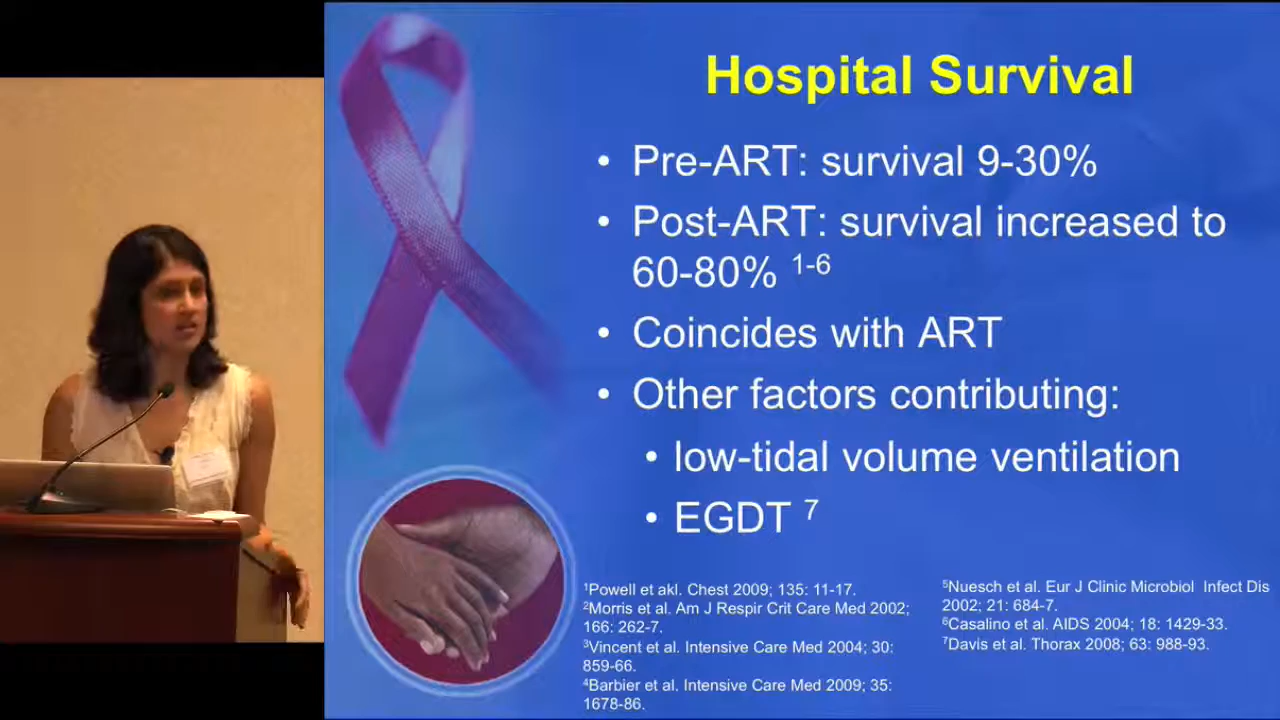 Hospital Survival
• Pre-ART: survival 9-30%
• Post-ART: survival increased to
60-80% 1-6
• Coincides with ART
• Other factors contributing:
• low-tidal volume ventilation
• EGDT 7
1Powell et akl. Chest 2009; 135: 11-17.
2Morris et al. Am J Respir Crit Care Med 2002;
166: 262-7.
3Vincent et al. Intensive Care Med 2004; 30:
859-66.
4Barbier et al. Intensive Care Med 2009; 35:
1678-86.
5Nuesch et al. Eur J Clinic Microbiol Infect Dis
2002; 21: 684-7.
6Casalino et al. AIDS 2004; 18: 1429-33.
7Davis et al. Thorax 2008; 63: 988-93.